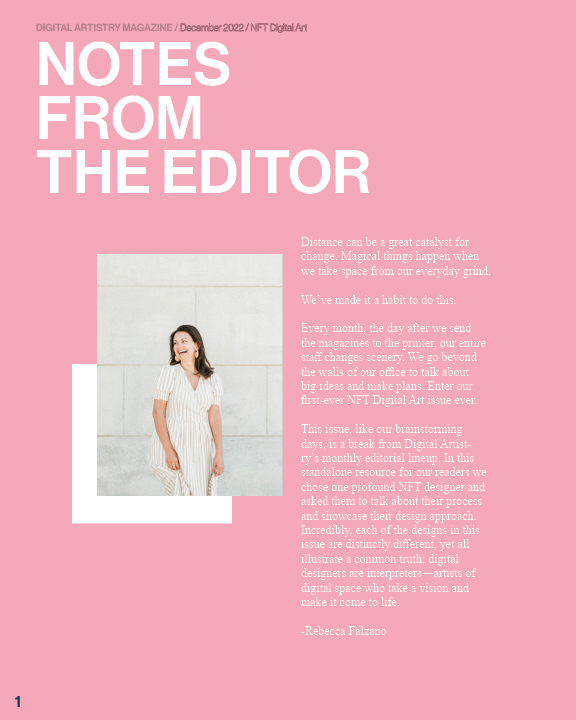 DIGITAL ARTISTRY MAGAZINE / December 2022 / NFT Digital Art
NOTES
FROM
THE EDITOR
Distance can be a great catalyst for
change. Magical things happen when
we take space from our everyday grind.
We've made it a habit to do this.
Every month, the day after we send
the magazines to the printer, our entire
staff changes scenery. We go beyond
the walls of our office to talk about
big ideas and make plans. Enter our
first-ever NFT Digital Art issue ever.
This issue, like our brainstorming
days, is a break from Digital Artist-
ry's monthly editorial lineup. In this
standalone resource for our readers we
chose one profound NFT designer and
asked them to talk about their process
and showcase their design approach.
Incredibly, each of the designs in this
issue are distinctly different, yet all
illustrate a common truth: digital
designers are interpreters—artists of
digital space who take a vision and
make it come to life.
-Rebecca Falzano
1